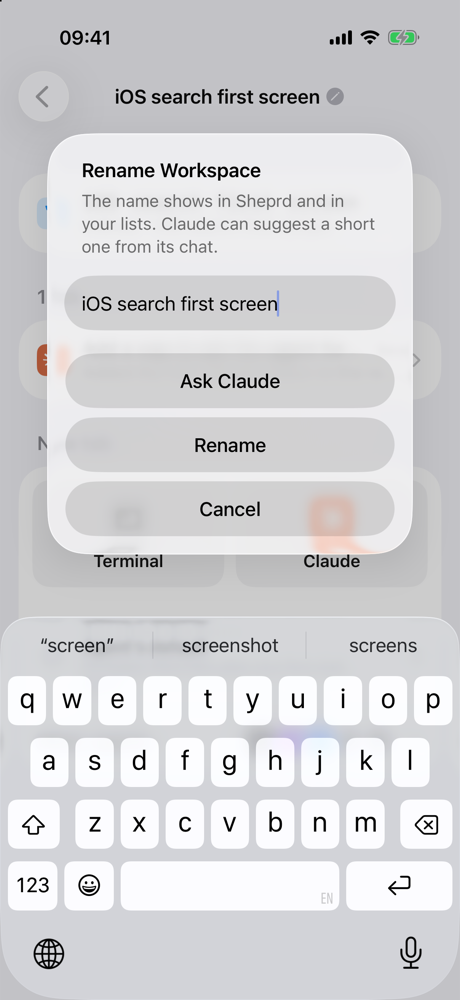 09:41
iOS search first screen
Rename Workspace
The name shows in Sheprd and in
your lists. Claude can suggest a short
one from its chat.
iOS search first screen
Ask Claude
Rename
Cancel
Terminal
Claude
“screen”
screenshot
screens
q w e r t y u i o p
a s d f g h j k l
z x c v b n m
123
EN